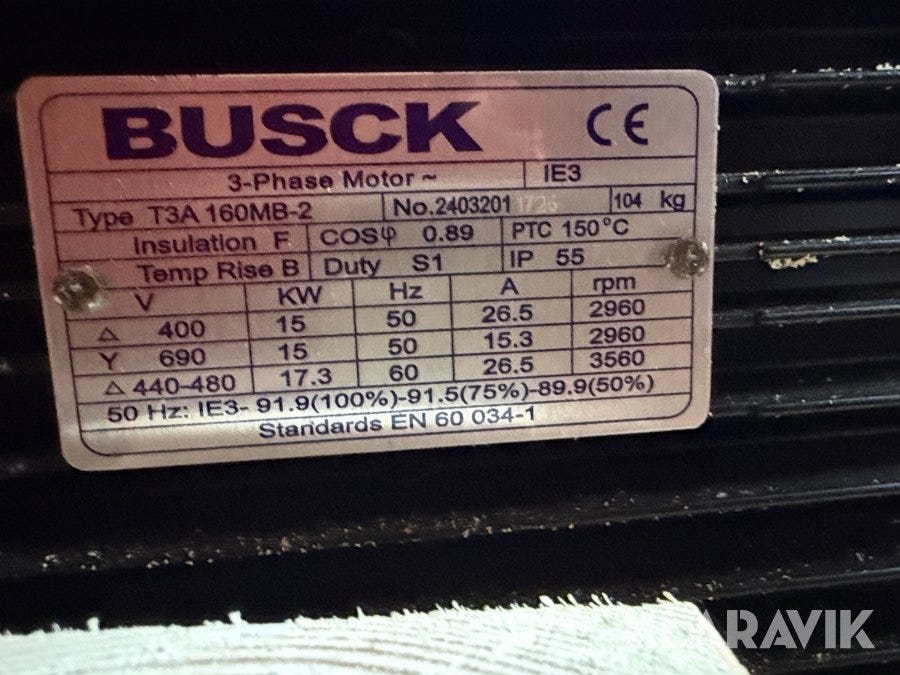 BUSCK CE
3-Phase Motor ~ IE3
Type T3A 160MB-2 No.2403201 104 kg
Insulation F COSφ 0.89 PTC 150°C
Temp Rise B Duty S1 IP 55
V KW Hz A rpm
△ 400 15 50 26.5 2960
Y 690 15 50 15.3 2960
△ 440-480 17.3 60 26.5 3560
50 Hz: IE3- 91.9(100%)-91.5(75%)-89.9(50%)
Standards EN 60 034-1
RAVIK